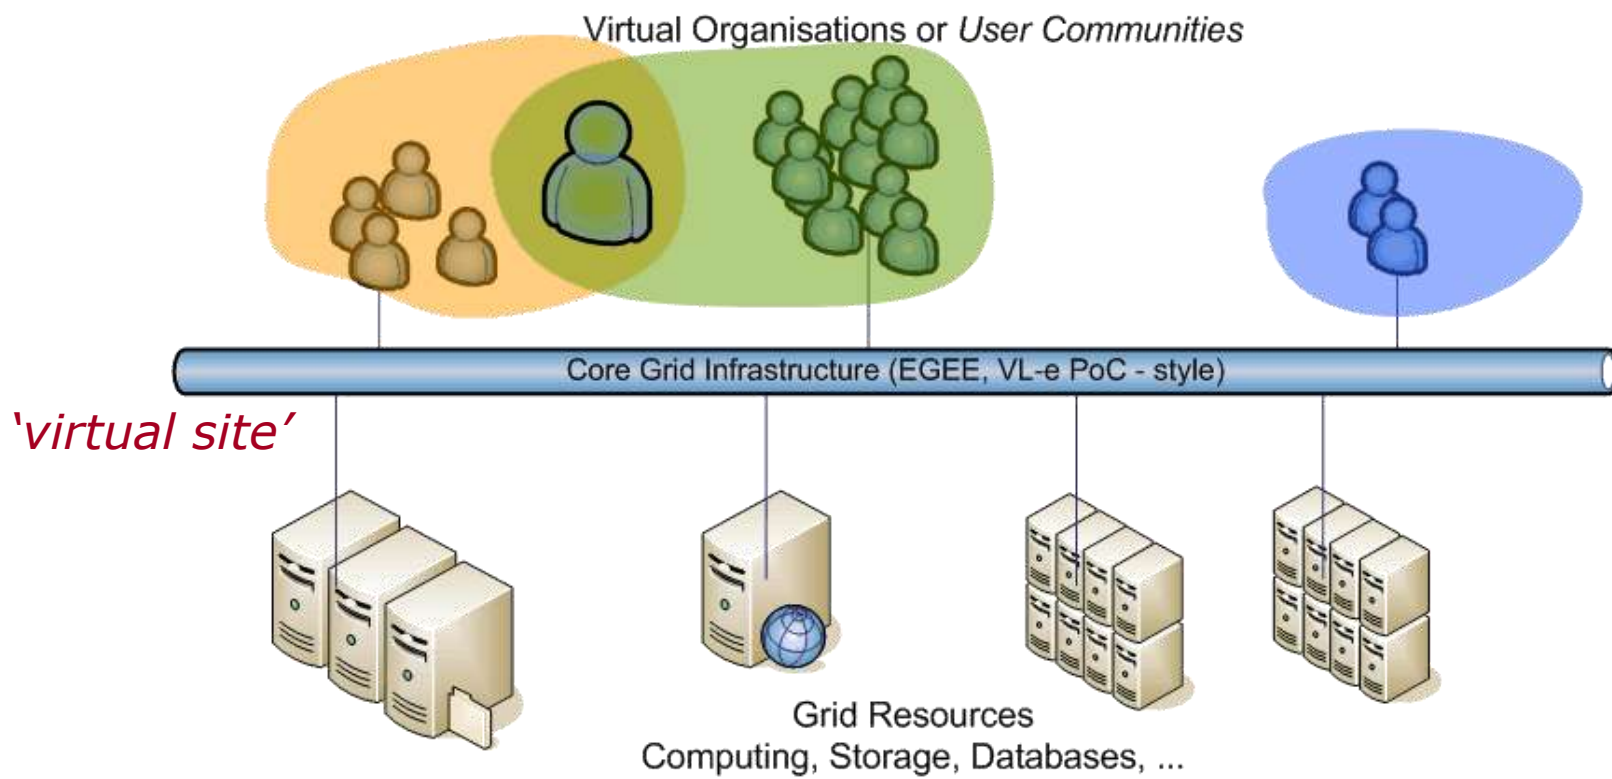 Virtual Organisations or User Communities
Core Grid Infrastructure (EGEE, VL-e PoC - style)
‘virtual site’
Grid Resources
Computing, Storage, Databases, ...